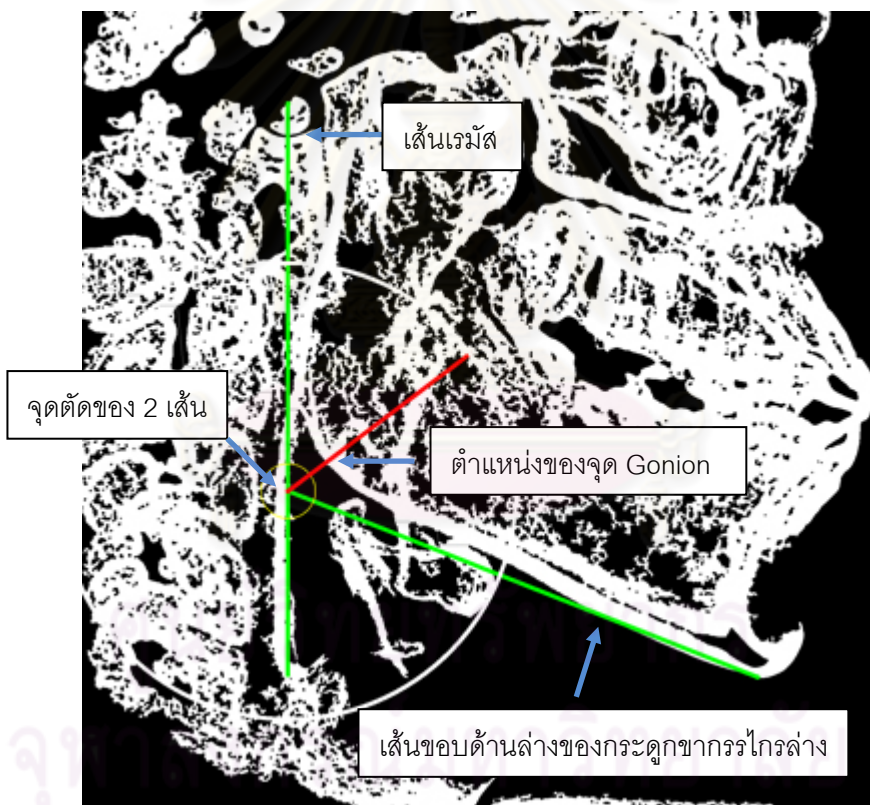 เส้นเรมัส
จุดตัดของ 2 เส้น
ตำแหน่งของจุด Gonion
เส้นขอบด้านล่างของกระดูกขากรรไกรล่าง